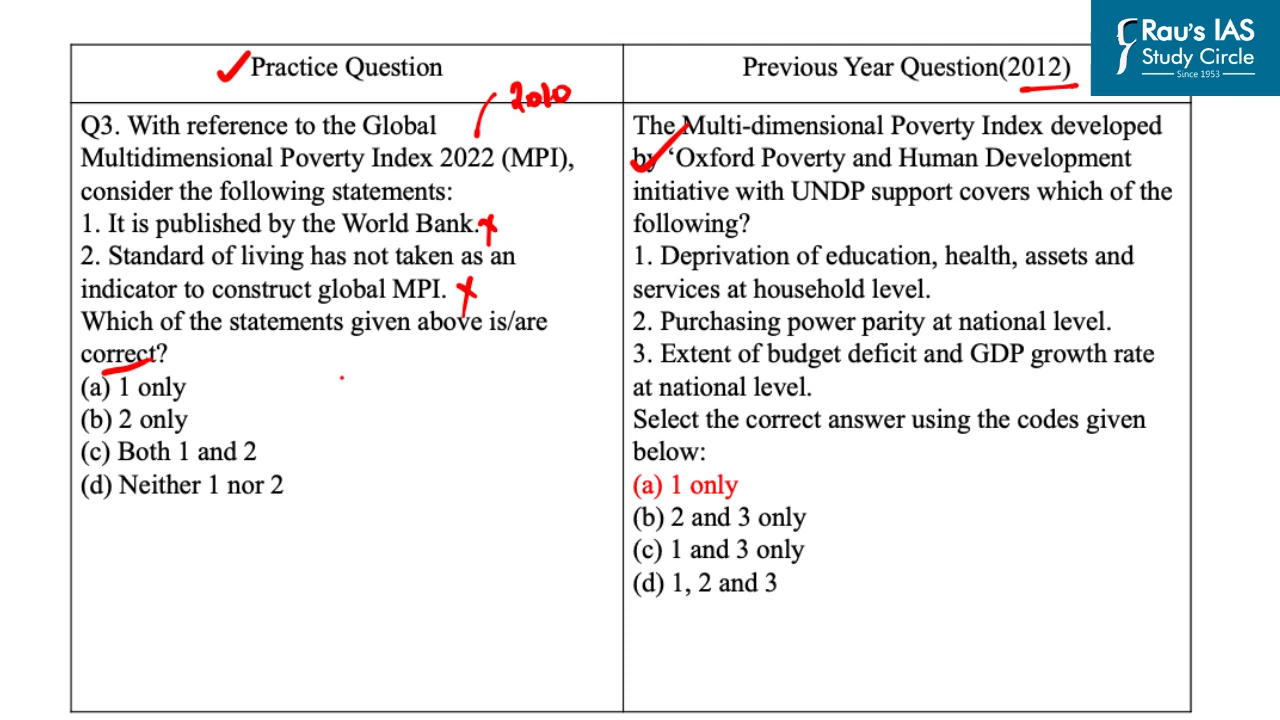 Rau's IAS
Study Circle
Since 1953
Practice Question
2010
Q3. With reference to the Global
Multidimensional Poverty Index 2022 (MPI),
consider the following statements:
1. It is published by the World Bank.
2. Standard of living has not taken as an
indicator to construct global MPI.
Which of the statements given above is/are
correct?
(a) 1 only
(b) 2 only
(c) Both 1 and 2
(d) Neither 1 nor 2
Previous Year Question(2012)
The Multi-dimensional Poverty Index developed
by ‘Oxford Poverty and Human Development
initiative with UNDP support covers which of the
following?
1. Deprivation of education, health, assets and
services at household level.
2. Purchasing power parity at national level.
3. Extent of budget deficit and GDP growth rate
at national level.
Select the correct answer using the codes given
below:
(a) 1 only
(b) 2 and 3 only
(c) 1 and 3 only
(d) 1, 2 and 3